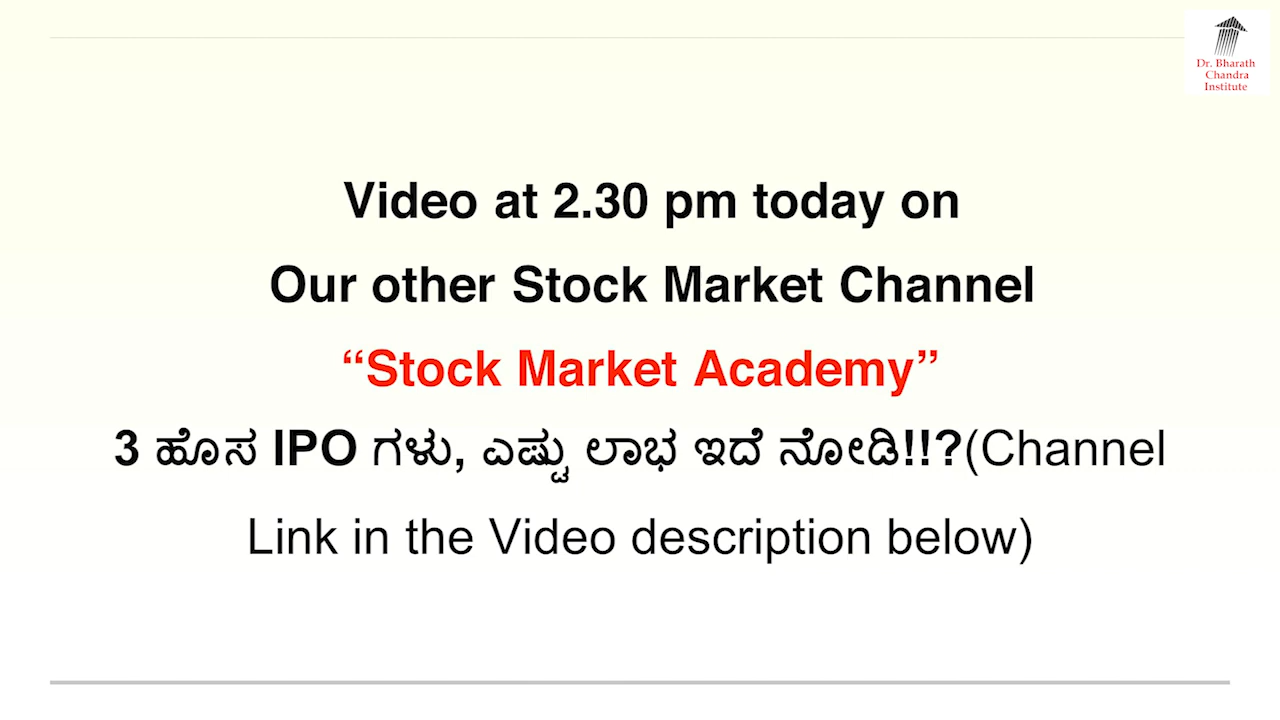 Dr. Bharath
Chandra
Institute
Video at 2.30 pm today on
Our other Stock Market Channel
“Stock Market Academy”
3 ಹೊಸ IPO ಗಳು, ಎಷ್ಟು ಲಾಭ ಇದೆ ನೋಡಿ!!?(Channel
Link in the Video description below)